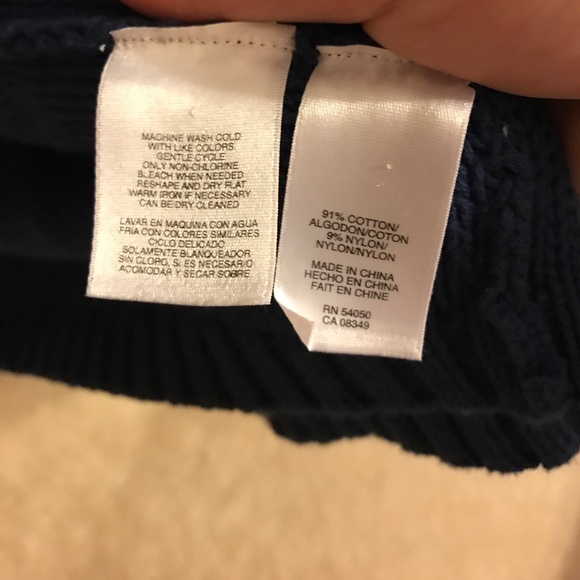 MACHINE WASH COLD
WITH LIKE COLORS.
GENTLE CYCLE.
ONLY NON-CHLORINE
BLEACH WHEN NEEDED.
RESHAPE AND DRY FLAT
WARM IRON IF NECESSARY
CAN BE DRY CLEANED
LAVAR EN MAQUINA CON AGUA
FRIA CON COLORES SIMILARES
CICLO DELICADO
SOLAMENTE BLANQUEADOR
SIN CLORO, SI ES NECESARIO
ACOMODAR Y SECAR SOBRE
91% COTTON/
ALGODON/COTON
9% NYLON/
NYLON/NYLON
MADE IN CHINA
HECHO EN CHINA
FAIT EN CHINE
RN 54050
CA 08349